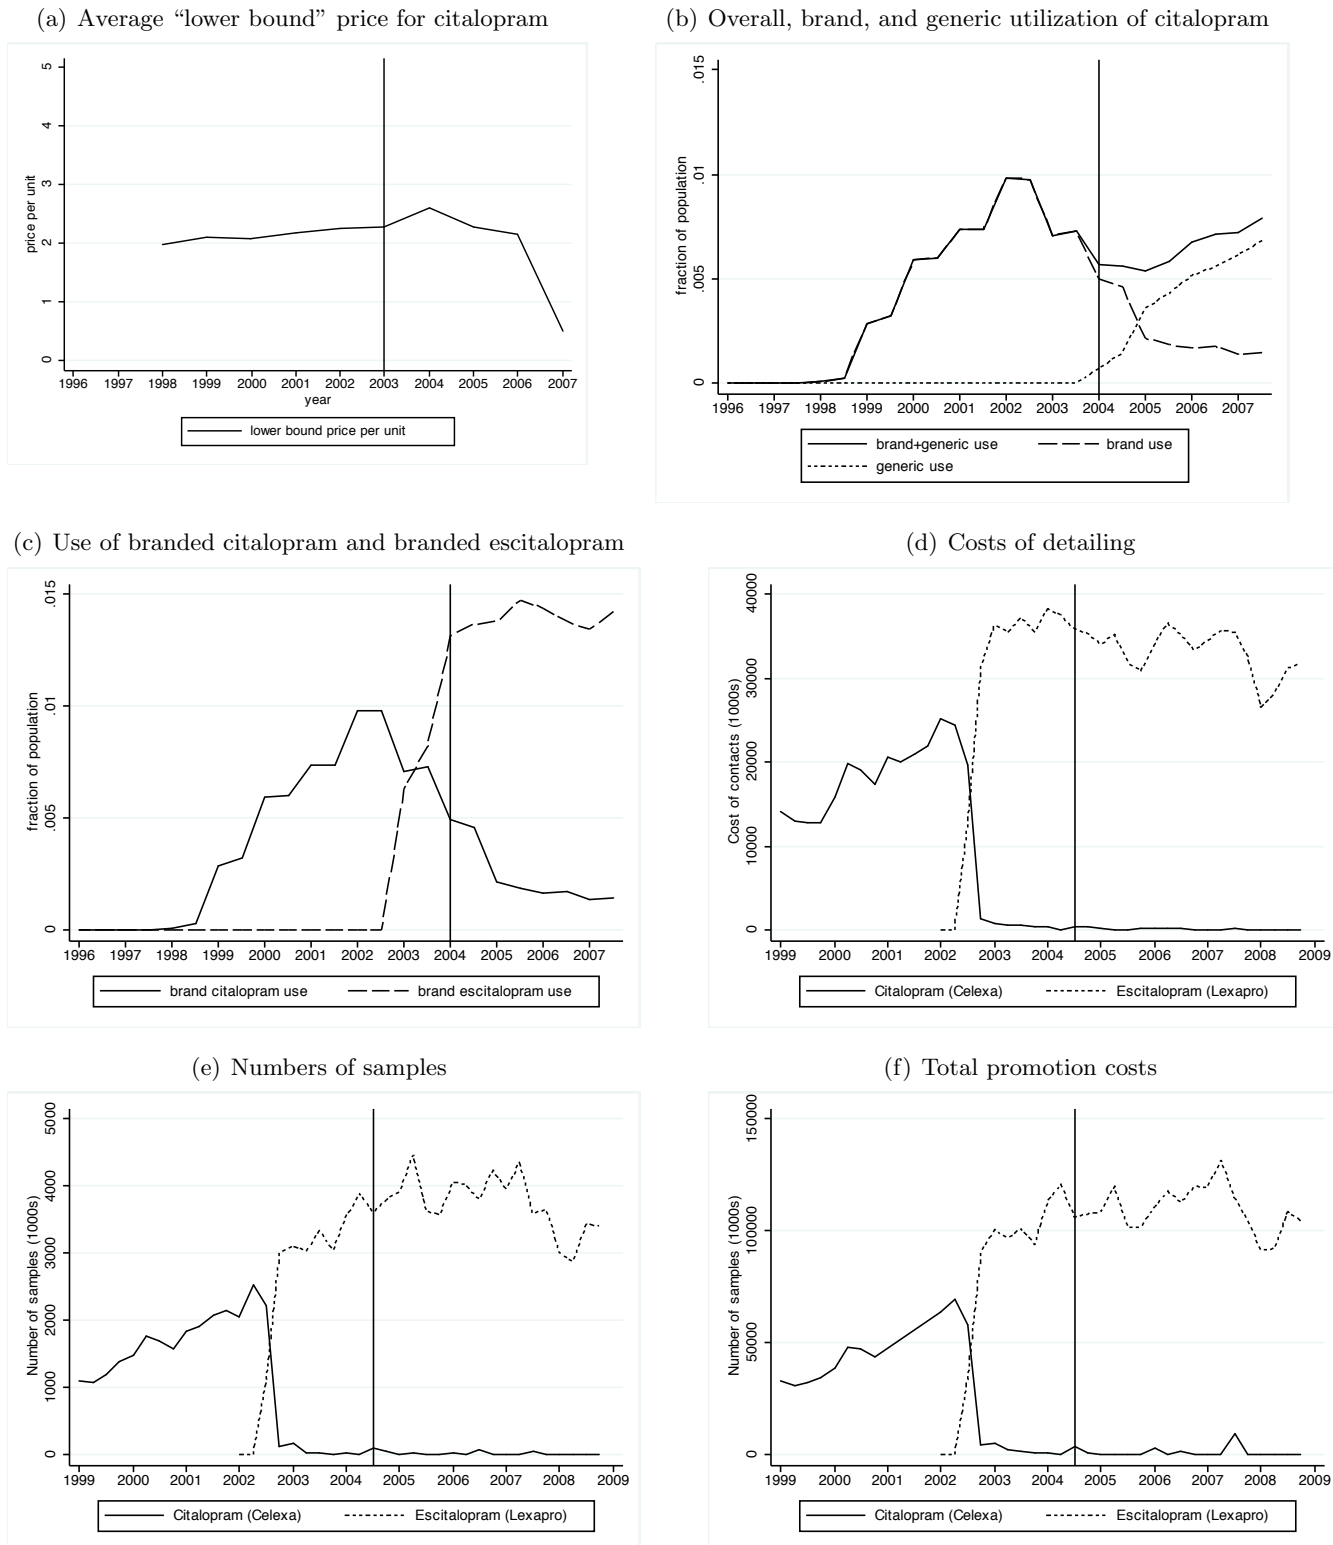 (a) Average “lower bound” price for citalopram
price per unit
5
4
3
2
1
0
1996 1997 1998 1999 2000 2001 2002 2003 2004 2005 2006 2007
year
lower bound price per unit
(b) Overall, brand, and generic utilization of citalopram
fraction of population
.015
.01
.005
0
1996 1997 1998 1999 2000 2001 2002 2003 2004 2005 2006 2007
brand+generic use brand use
generic use
(c) Use of branded citalopram and branded escitalopram
fraction of population
.015
.01
.005
0
1996 1997 1998 1999 2000 2001 2002 2003 2004 2005 2006 2007
brand citalopram use brand escitalopram use
(d) Costs of detailing
Cost of contacts (1000s)
40000
30000
20000
10000
0
1999 2000 2001 2002 2003 2004 2005 2006 2007 2008 2009
Citalopram (Celexa) Escitalopram (Lexapro)
(e) Numbers of samples
Number of samples (1000s)
5000
4000
3000
2000
1000
0
1999 2000 2001 2002 2003 2004 2005 2006 2007 2008 2009
Citalopram (Celexa) Escitalopram (Lexapro)
(f) Total promotion costs
Number of samples (1000s)
150000
100000
50000
0
1999 2000 2001 2002 2003 2004 2005 2006 2007 2008 2009
Citalopram (Celexa) Escitalopram (Lexapro)